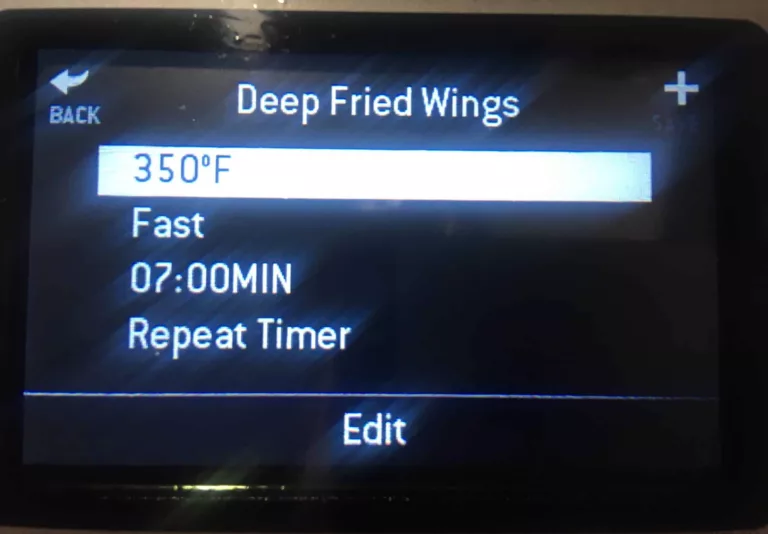 BACK
Deep Fried Wings
350°F
Fast
07:00MIN
Repeat Timer
Edit